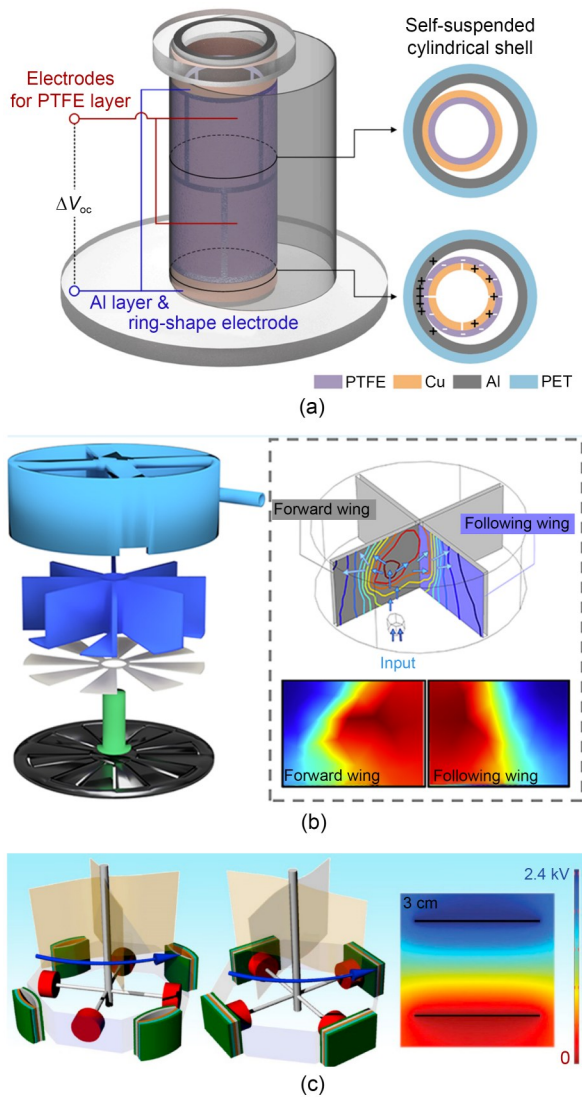 Self-suspended
cylindrical shell
Electrodes
for PTFE layer
ΔVoc
Al layer &
ring-shape electrode
PTFE Cu Al PET
(a)
Forward wing
Following wing
Input
Forward wing
Following wing
(b)
2.4 kV
3 cm
0
(c)